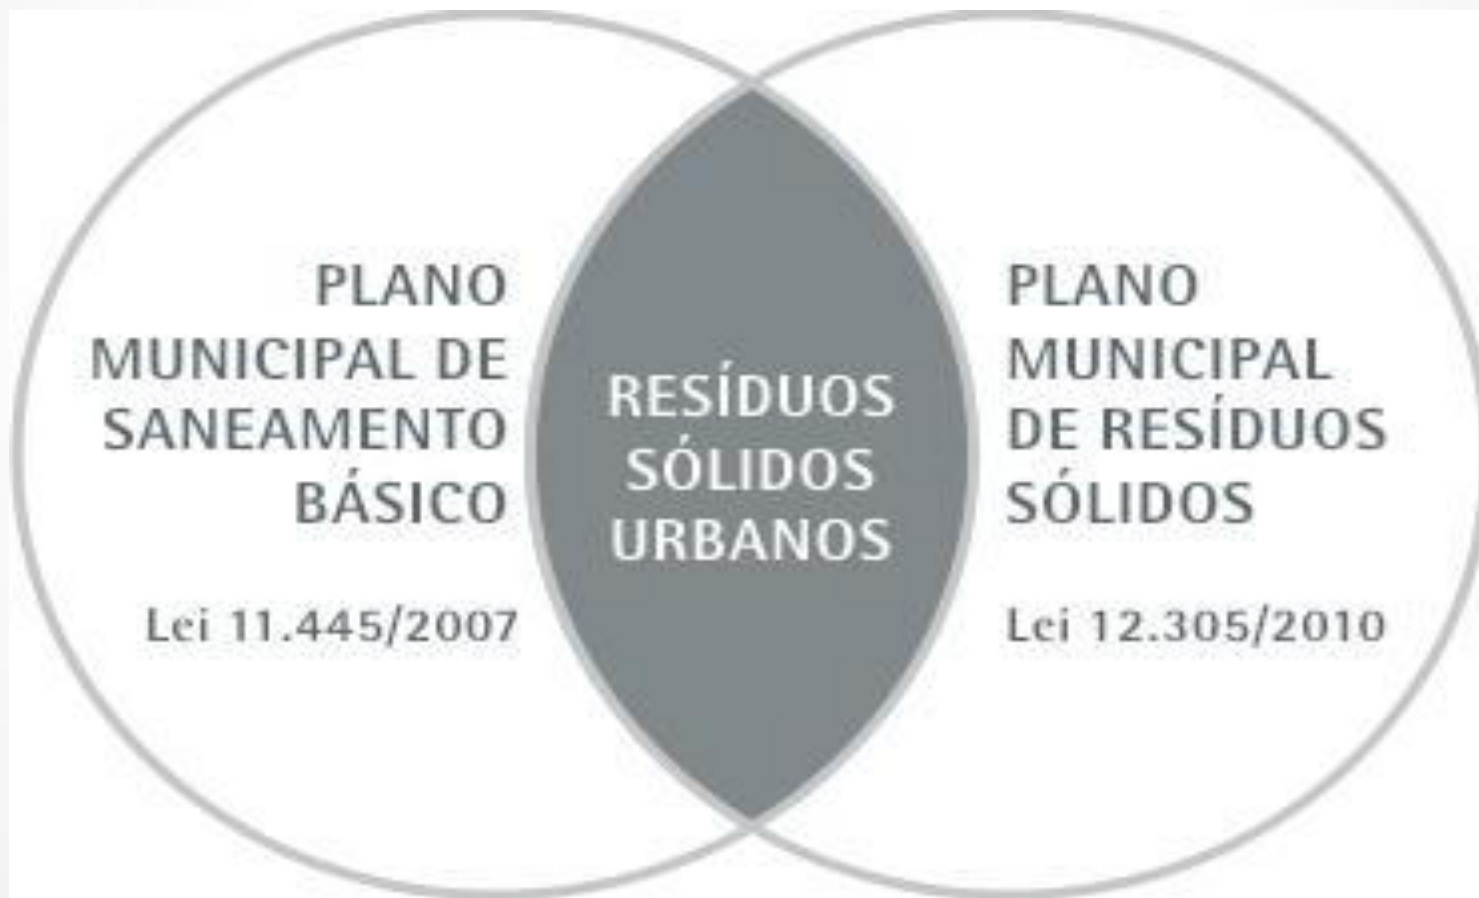 PLANO
MUNICIPAL DE
SANEAMENTO
BÁSICO
Lei 11.445/2007
RESÍDUOS
SÓLIDOS
URBANOS
PLANO
MUNICIPAL
DE RESÍDUOS
SÓLIDOS
Lei 12.305/2010